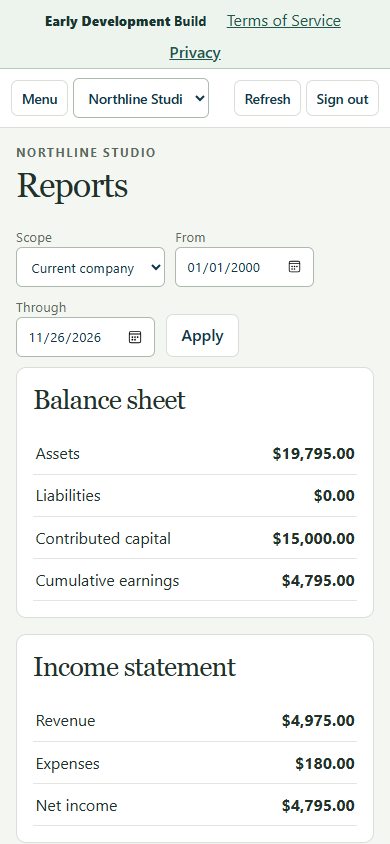 Early Development Build Terms of Service
Privacy
Menu Northline Studi Refresh Sign out
NORTHLINE STUDIO
Reports
Scope From
Current company 01/01/2000
Through
11/26/2026 Apply
Balance sheet
Assets $19,795.00
Liabilities $0.00
Contributed capital $15,000.00
Cumulative earnings $4,795.00
Income statement
Revenue $4,975.00
Expenses $180.00
Net income $4,795.00